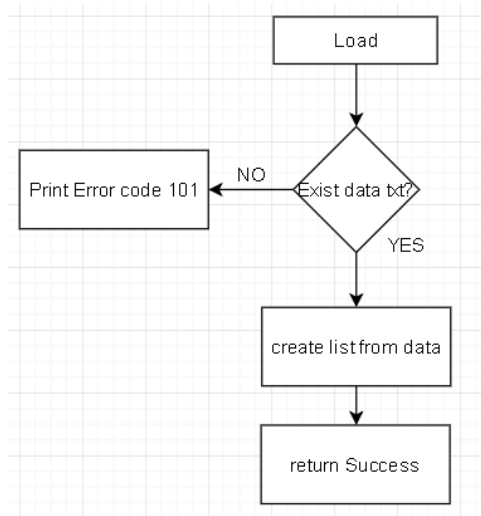 Load
Exist data txt?
NO
Print Error code 101
YES
create list from data
return Success